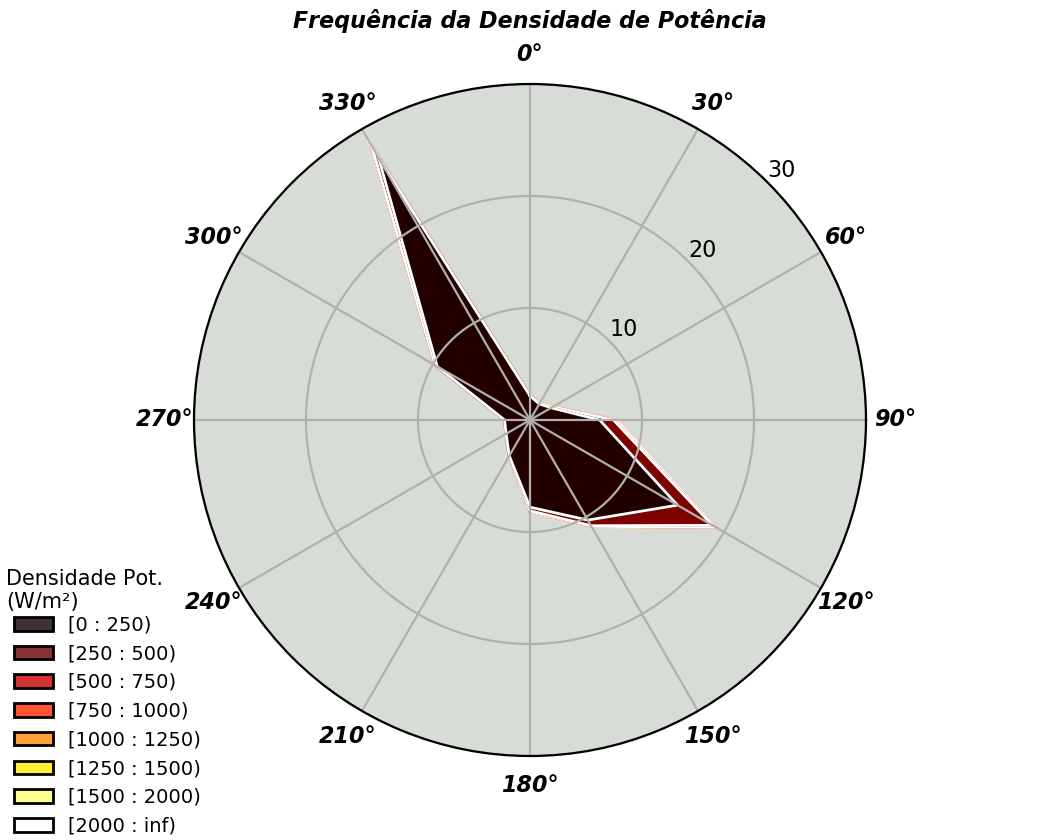 Frequência da Densidade de Potência
0°
330°
30°
30
300°
60°
20
10
270°
90°
240°
120°
210°
150°
180°
Densidade Pot.
(W/m²)
[0 : 250)
[250 : 500)
[500 : 750)
[750 : 1000)
[1000 : 1250)
[1250 : 1500)
[1500 : 2000)
[2000 : inf)